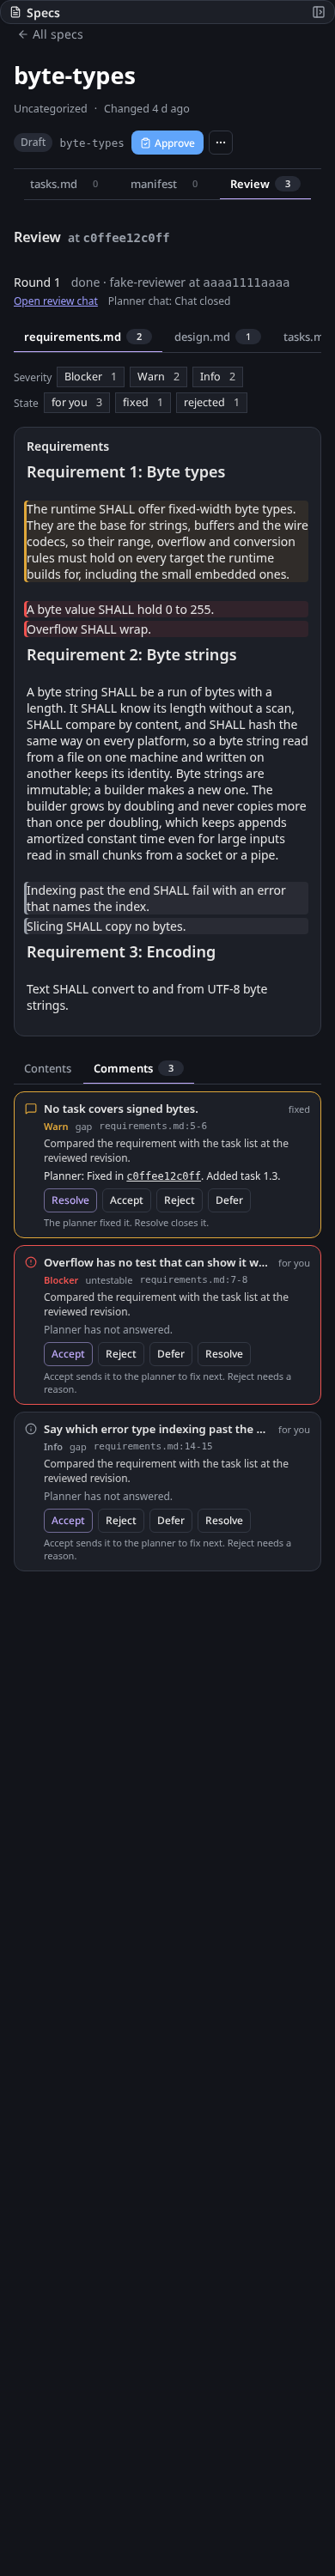 Specs
All specs
byte-types
Uncategorized · Changed 4 d ago
Draft byte-types Approve
tasks.md 0 manifest 0 Review 3
Review at c0ffee12c0ff
Round 1 done · fake-reviewer at aaaa1111aaaa
Open review chat Planner chat: Chat closed
requirements.md 2 design.md 1 tasks.m
Severity Blocker 1 Warn 2 Info 2
State for you 3 fixed 1 rejected 1
Requirements
Requirement 1: Byte types
The runtime SHALL offer fixed-width byte types.
They are the base for strings, buffers and the wire
codecs, so their range, overflow and conversion
rules must hold on every target the runtime
builds for, including the small embedded ones.
A byte value SHALL hold 0 to 255.
Overflow SHALL wrap.
Requirement 2: Byte strings
A byte string SHALL be a run of bytes with a
length. It SHALL know its length without a scan,
SHALL compare by content, and SHALL hash the
same way on every platform, so a byte string read
from a file on one machine and written on
another keeps its identity. Byte strings are
immutable; a builder makes a new one. The
builder grows by doubling and never copies more
than once per doubling, which keeps appends
amortized constant time even for large inputs
read in small chunks from a socket or a pipe.
Indexing past the end SHALL fail with an error
that names the index.
Slicing SHALL copy no bytes.
Requirement 3: Encoding
Text SHALL convert to and from UTF-8 byte
strings.
Contents Comments 3
No task covers signed bytes. fixed
Warn gap requirements.md:5-6
Compared the requirement with the task list at the
reviewed revision.
Planner: Fixed in c0ffee12c0ff. Added task 1.3.
Resolve Accept Reject Defer
The planner fixed it. Resolve closes it.
Overflow has no test that can show it w... for you
Blocker untestable requirements.md:7-8
Compared the requirement with the task list at the
reviewed revision.
Planner has not answered.
Accept Reject Defer Resolve
Accept sends it to the planner to fix next. Reject needs a
reason.
Say which error type indexing past the ... for you
Info gap requirements.md:14-15
Compared the requirement with the task list at the
reviewed revision.
Planner has not answered.
Accept Reject Defer Resolve
Accept sends it to the planner to fix next. Reject needs a
reason.